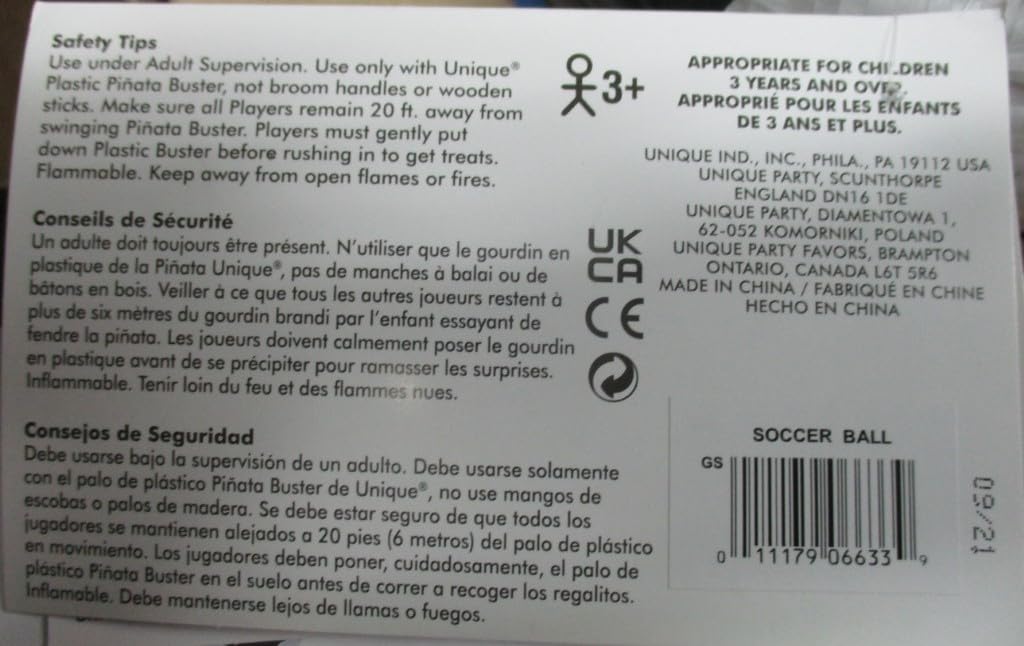 Safety Tips
Use under Adult Supervision. Use only with Unique®
Plastic Piñata Buster, not broom handles or wooden
sticks. Make sure all Players remain 20 ft. away from
swinging Piñata Buster. Players must gently put
down Plastic Buster before rushing in to get treats.
Flammable. Keep away from open flames or fires.
Conseils de Sécurité
Un adulte doit toujours être présent. N'utiliser que le gourdin en
plastique de la Piñata Unique®, pas de manches à balai ou de
bâtons en bois. Veiller à ce que tous les autres joueurs restent à
plus de six mètres du gourdin brandi par l'enfant essayant de
fendre la piñata. Les joueurs doivent calmement poser le gourdin
en plastique avant de se précipiter pour ramasser les surprises.
Inflammable. Tenir loin du feu et des flammes nues.
Consejos de Seguridad
Debe usarse bajo la supervisión de un adulto. Debe usarse solamente
con el palo de plástico Piñata Buster de Unique®, no use mangos de
escobas o palos de madera. Se debe estar seguro de que todos los
jugadores se mantienen alejados a 20 pies (6 metros) del palo de plástico
en movimiento. Los jugadores deben poner, cuidadosamente, el palo de
plástico Piñata Buster en el suelo antes de correr a recoger los regalitos.
Inflamable. Debe mantenerse lejos de llamas o fuegos.
3+
APPROPRIATE FOR CHILDREN
3 YEARS AND OVER.
APPROPRIÉ POUR LES ENFANTS
DE 3 ANS ET PLUS.
UNIQUE IND., INC., PHILA., PA 19112 USA
UNIQUE PARTY, SCUNTHORPE
ENGLAND DN16 1DE
UNIQUE PARTY, DIAMENTOWA 1,
62-052 KOMORNIKI, POLAND
UNIQUE PARTY FAVORS, BRAMPTON
ONTARIO, CANADA L6T 5R6
MADE IN CHINA / FABRIQUÉ EN CHINE
HECHO EN CHINA
UK
CA
CE
SOCCER BALL
GS
0 11179 06633 9
09/21